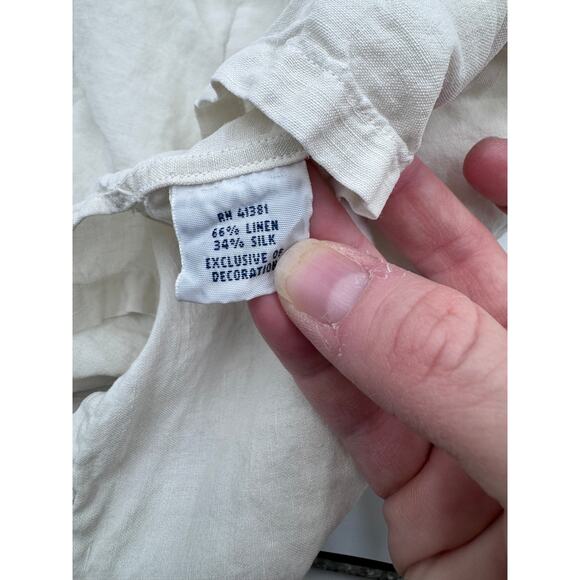 RN 41381
66% LINEN
34% SILK
EXCLUSIVE OF
DECORATION